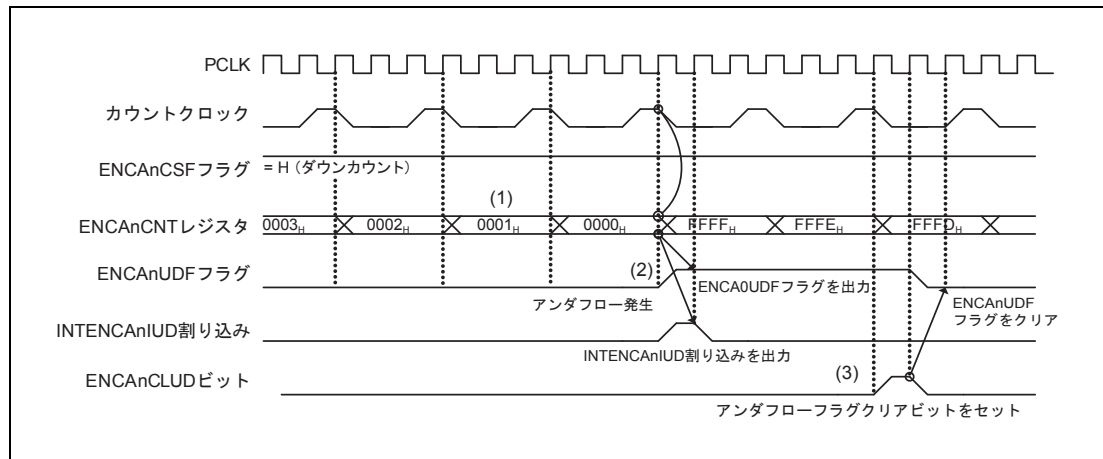 PCLK
カウントクロック
ENCAnCSFフラグ = H (ダウンカウント)
(1)
ENCAnCNTレジスタ 0003H 0002H 0001H 0000H FFFFH FFFEH FFFDH
ENCAnUDFフラグ (2) ENCA0UDFフラグを出力
アンダフロー発生 ENCAnUDF
フラグをクリア
INTENCAnIUD割り込み
INTENCAnIUD割り込みを出力
ENCAnCLUDビット (3)
アンダフローフラグクリアビットをセット